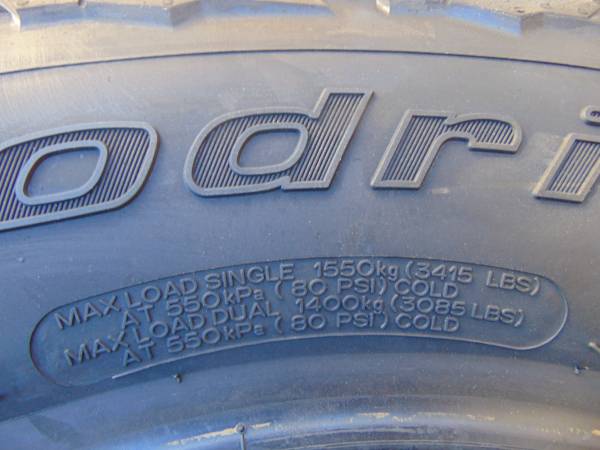 odri
MAX LOAD SINGLE 1550kg (3415 LBS)
AT 550kPa (80 PSI) COLD
MAX LOAD DUAL 1400kg (3085 LBS)
AT 550kPa (80 PSI) COLD